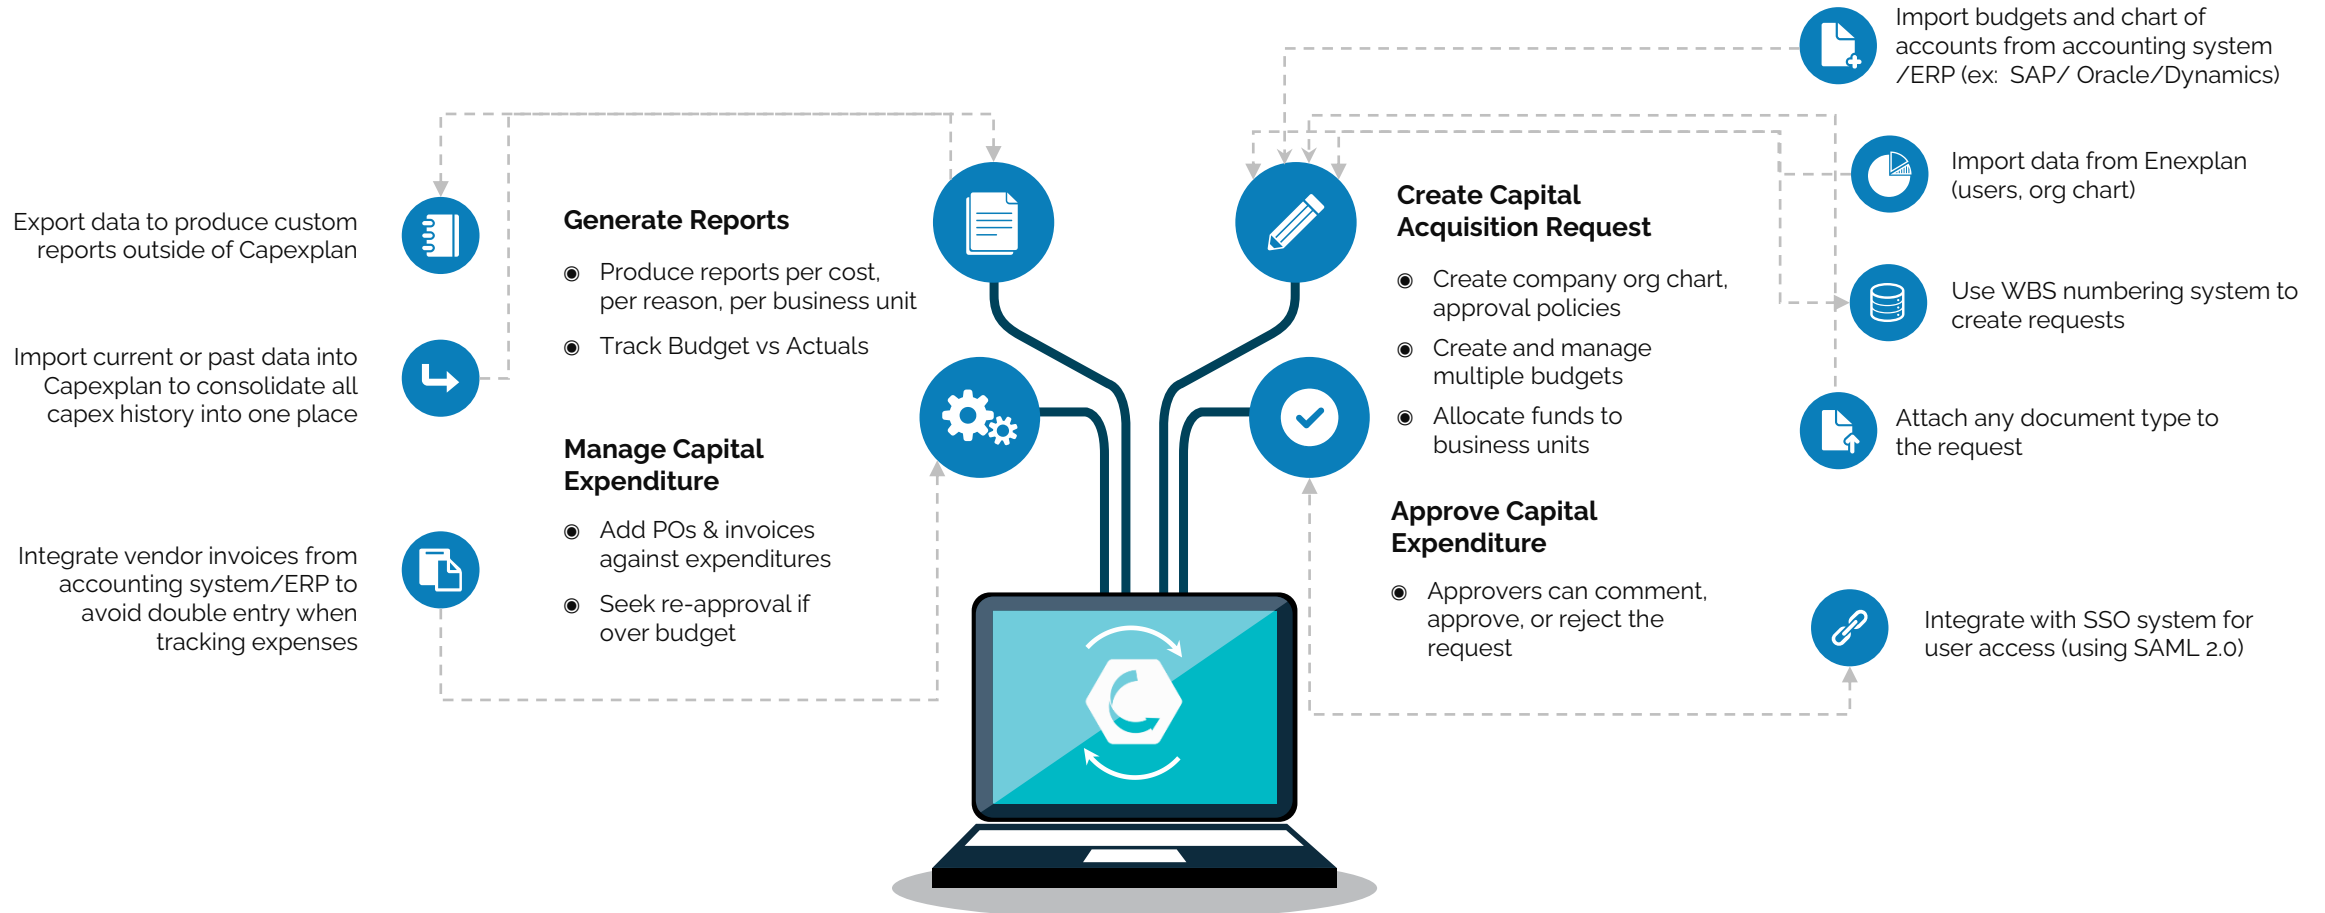 Export data to produce custom
reports outside of Capexplan
Import current or past data into
Capexplan to consolidate all
capex history into one place
Integrate vendor invoices from
accounting system/ERP to
avoid double entry when
tracking expenses
Generate Reports
Produce reports per cost,
per reason, per business unit
Track Budget vs Actuals
Manage Capital
Expenditure
Add POs & invoices
against expenditures
Seek re-approval if
over budget
Create Capital
Acquisition Request
Create company org chart,
approval policies
Create and manage
multiple budgets
Allocate funds to
business units
Approve Capital
Expenditure
Approvers can comment,
approve, or reject the
request
Import budgets and chart of
accounts from accounting system
/ERP (ex: SAP/ Oracle/Dynamics)
Import data from Enexplan
(users, org chart)
Use WBS numbering system to
create requests
Attach any document type to
the request
Integrate with SSO system for
user access (using SAML 2.0)